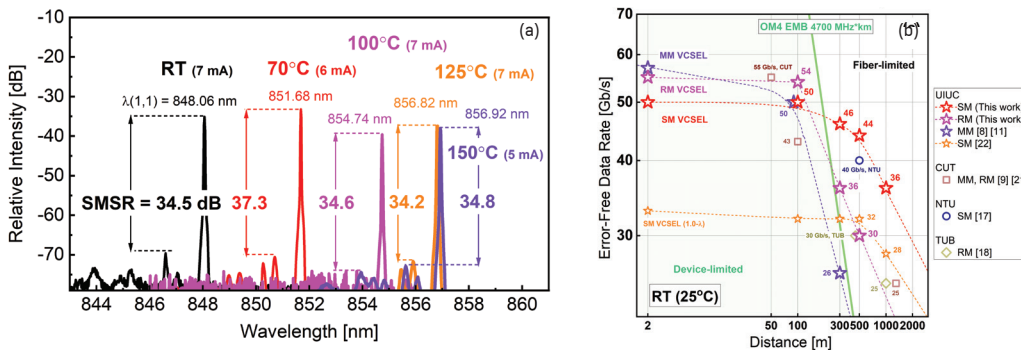 -10
-20
-30
-40
-50
-60
-70
-80
Relative Intensity [dB]
(a)
100°C (7 mA)
RT (7 mA)
70°C (6 mA)
125°C (7 mA)
λ(1,1) = 848.06 nm
851.68 nm
854.74 nm
856.82 nm
856.92 nm
150°C (5 mA)
SMSR = 34.5 dB
37.3
34.6
34.2
34.8
844
846
848
850
852
854
856
858
860
Wavelength [nm]
70
60
50
40
30
Error-Free Data Rate [Gb/s]
OM4 EMB 4700 MHz*km
(b)
MM VCSEL
55 Gb/s, CUT
54
Fiber-limited
RM VCSEL
50
50
46
44
SM VCSEL
43
40 Gb/s, NTU
36
36
SM VCSEL (1.0-λ)
32
30 Gb/s, TUB
30
28
26
25
25
Device-limited
RT (25°C)
2
50
100
300
500
1000
2000
Distance [m]
UIUC
SM (This work
RM (This work
MM [8] [11]
SM [22]
CUT
MM, RM [9] [2
NTU
SM [17]
TUB
RM [18]